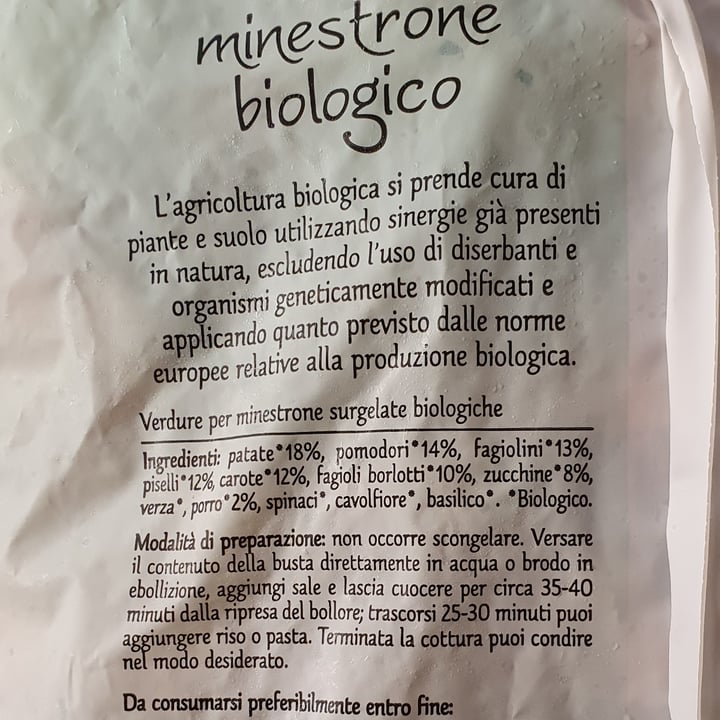 minestrone
biologico
L'agricoltura biologica si prende cura di
piante e suolo utilizzando sinergie già presenti
in natura, escludendo l'uso di diserbanti e
organismi geneticamente modificati e
applicando quanto previsto dalle norme
europee relative alla produzione biologica.
Verdure per minestrone surgelate biologiche
Ingredienti: patate*18%, pomodori*14%, fagiolini*13%,
piselli*12%, carote*12%, fagioli borlotti*10%, zucchine*8%,
verza*, porro*2%, spinaci*, cavolfiore*, basilico*. *Biologico.
Modalità di preparazione: non occorre scongelare. Versare
il contenuto della busta direttamente in acqua o brodo in
ebollizione, aggiungi sale e lascia cuocere per circa 35-40
minuti dalla ripresa del bollore; trascorsi 25-30 minuti puoi
aggiungere riso o pasta. Terminata la cottura puoi condire
nel modo desiderato.
Da consumarsi preferibilmente entro fine: